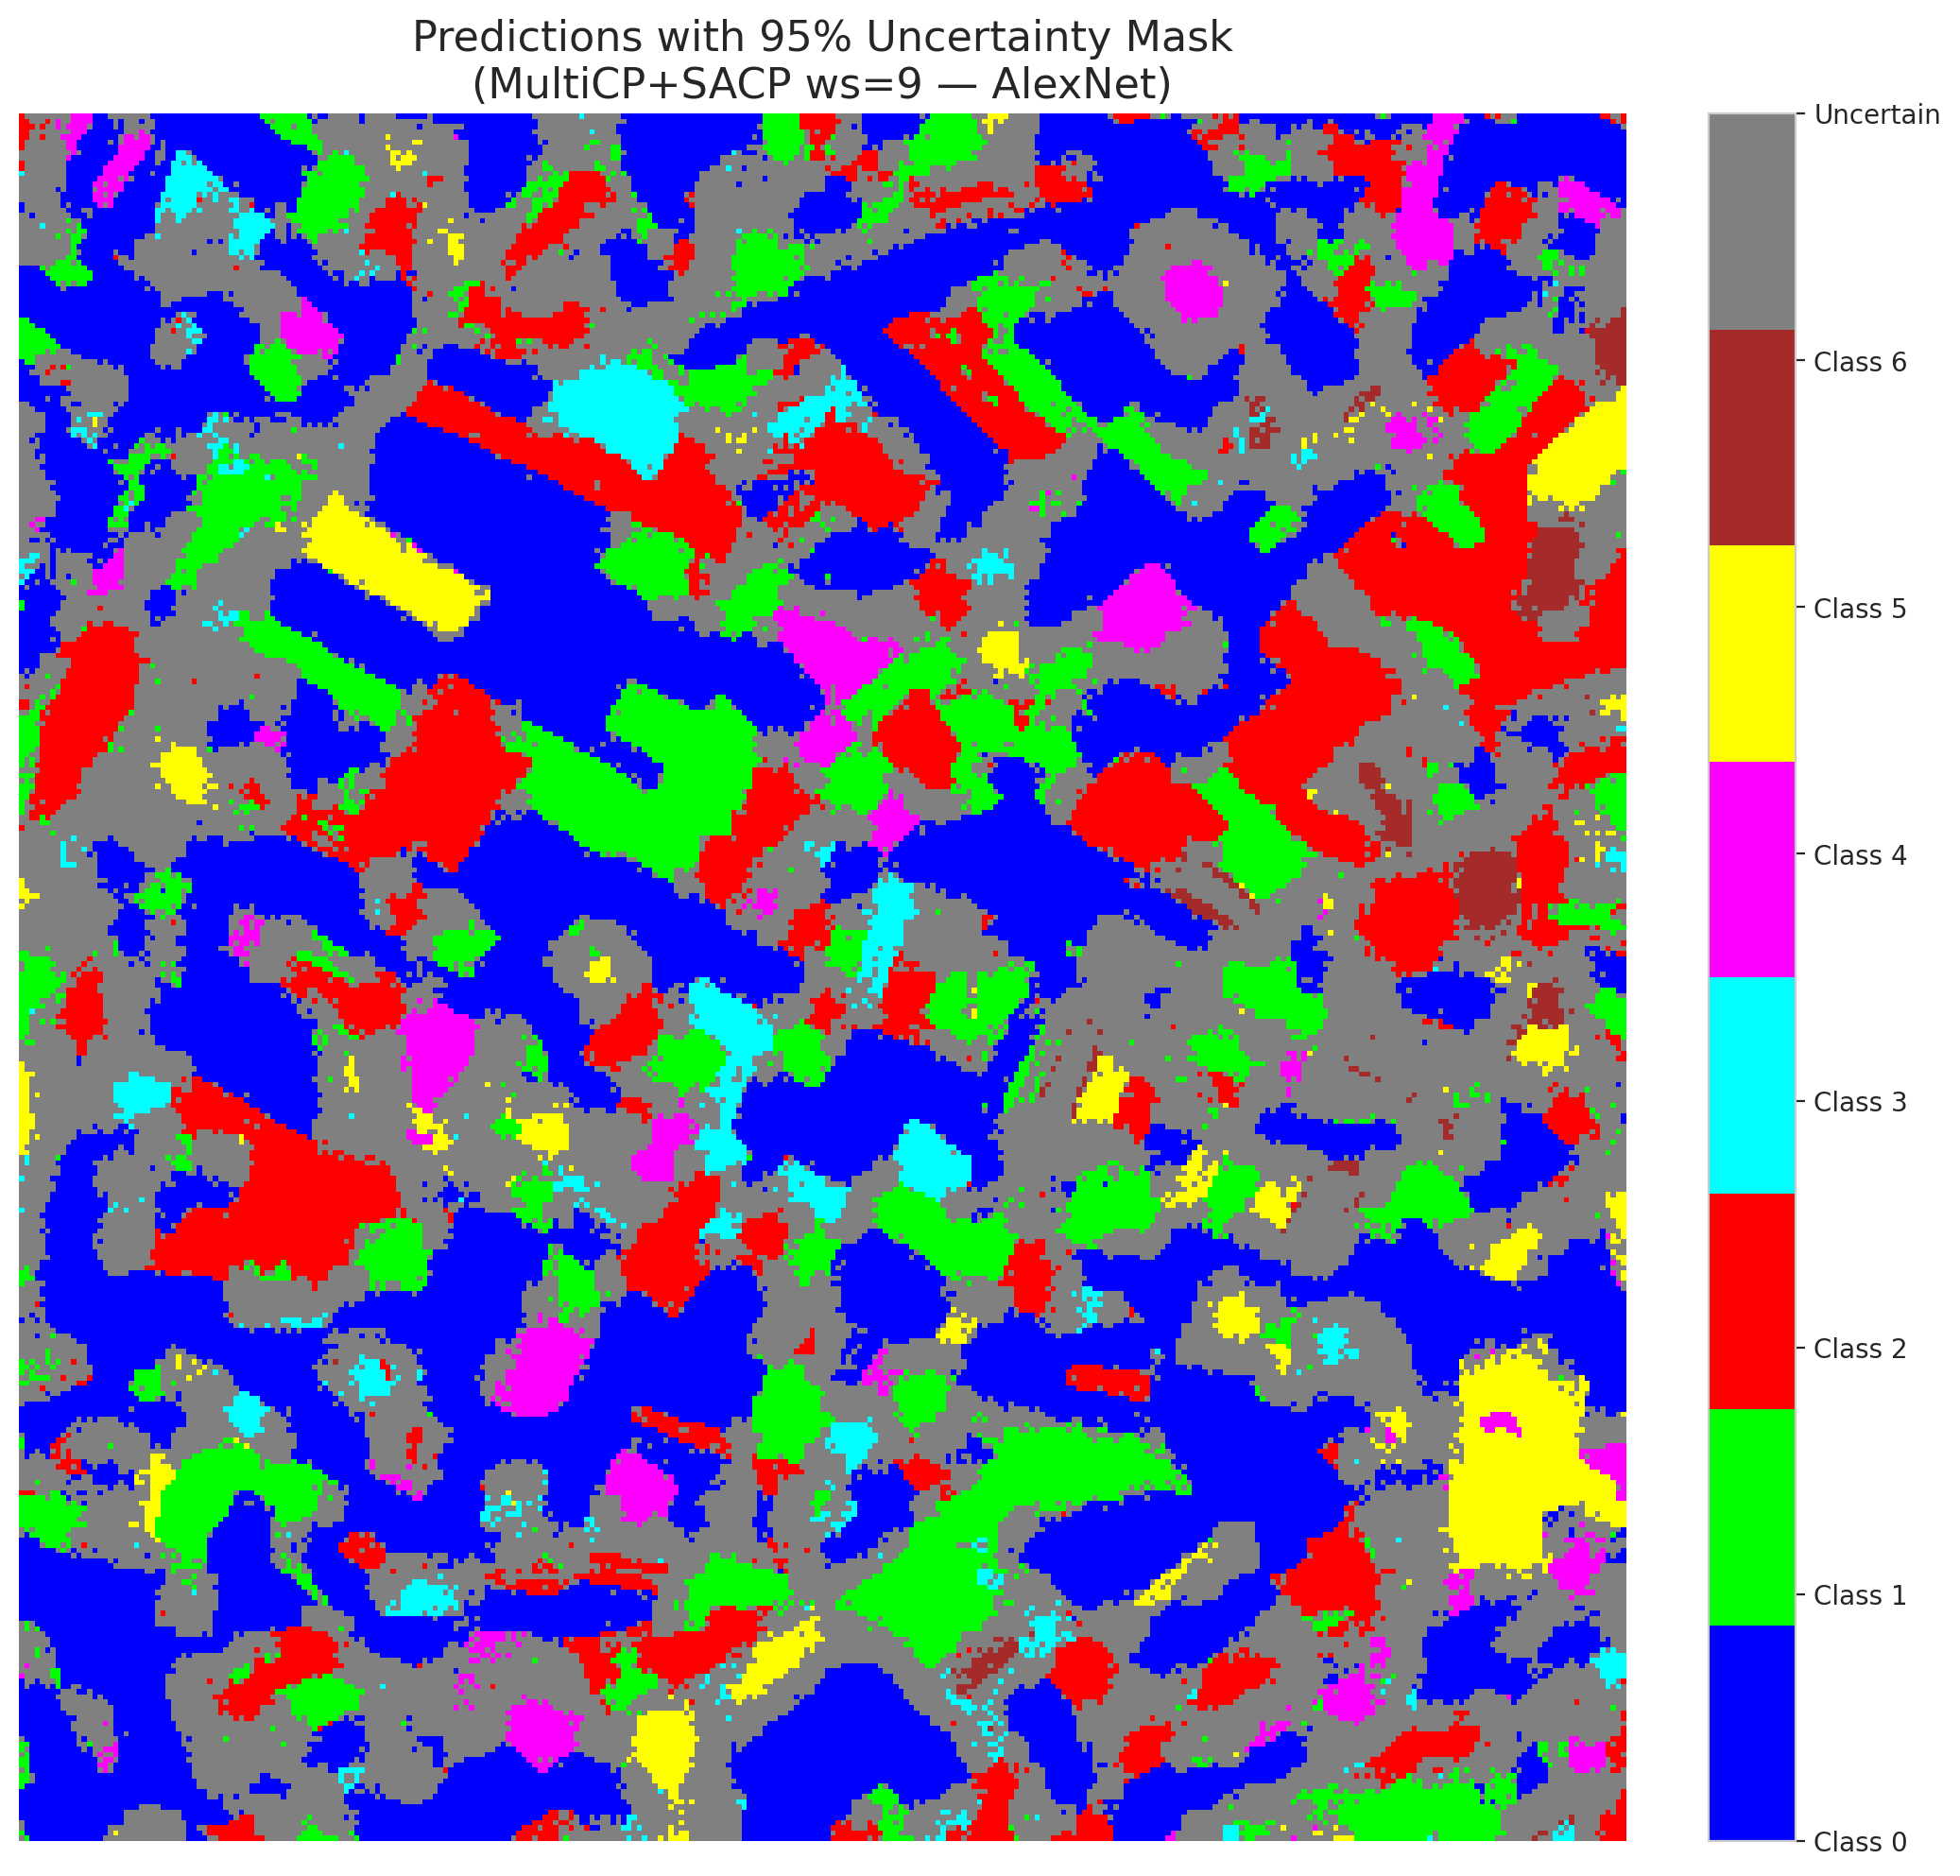 Predictions with 95% Uncertainty Mask
(MultiCP+SACP ws=9 — AlexNet)
Uncertain
Class 6
Class 5
Class 4
Class 3
Class 2
Class 1
Class 0